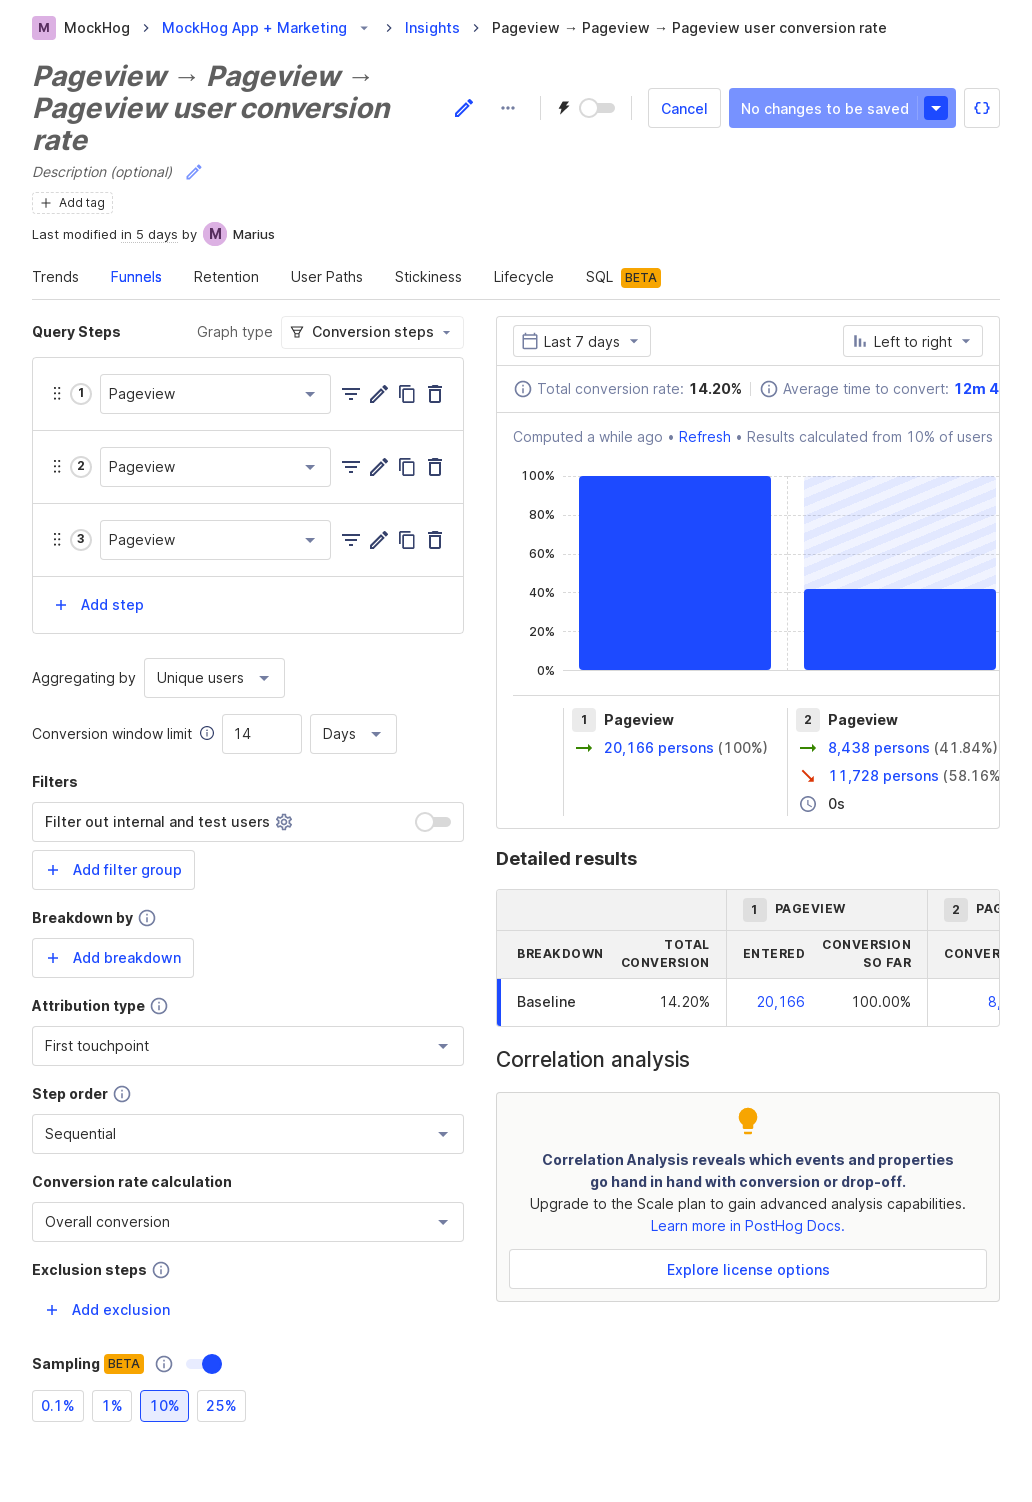 M MockHog MockHog App + Marketing Insights Pageview → Pageview → Pageview user conversion rate
Pageview → Pageview →
Pageview user conversion
rate
Cancel No changes to be saved
Description (optional)
Add tag
Last modified in 5 days by M Marius
Trends Funnels Retention User Paths Stickiness Lifecycle SQL BETA
Query Steps Graph type Conversion steps
1 Pageview
2 Pageview
3 Pageview
Add step
Aggregating by Unique users
Conversion window limit 14 Days
Filters
Filter out internal and test users
Add filter group
Breakdown by
Add breakdown
Attribution type
First touchpoint
Step order
Sequential
Conversion rate calculation
Overall conversion
Exclusion steps
Add exclusion
Sampling BETA
0.1% 1% 10% 25%
Last 7 days Left to right
Total conversion rate: 14.20% Average time to convert: 12m 4
Computed a while ago • Refresh • Results calculated from 10% of users
100%
80%
60%
40%
20%
0%
1 Pageview
20,166 persons (100%)
2 Pageview
8,438 persons (41.84%)
11,728 persons (58.16%
0s
Detailed results
1 PAGEVIEW 2 PAG
BREAKDOWN TOTAL CONVERSION ENTERED CONVERSION SO FAR CONVER
Baseline 14.20% 20,166 100.00% 8,
Correlation analysis
Correlation Analysis reveals which events and properties
go hand in hand with conversion or drop-off.
Upgrade to the Scale plan to gain advanced analysis capabilities.
Learn more in PostHog Docs.
Explore license options